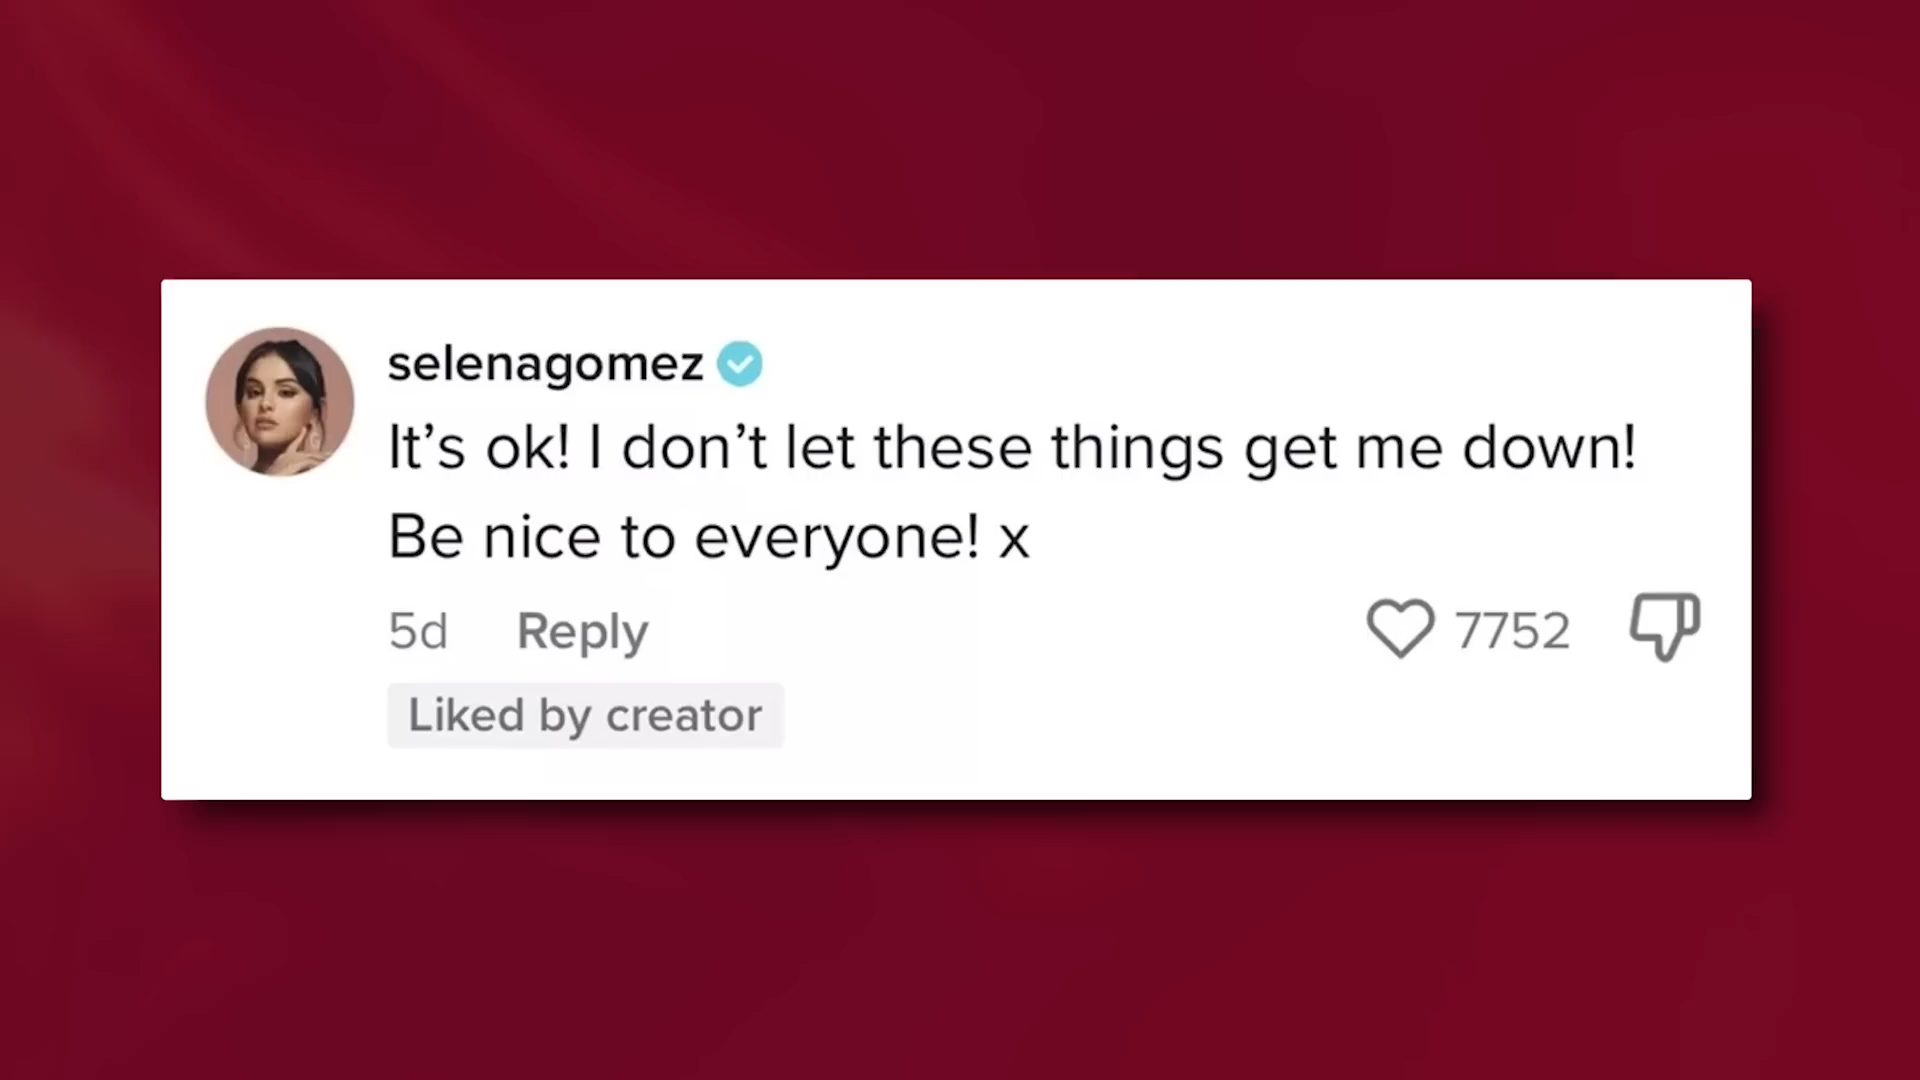 selenagomez
It’s ok! I don’t let these things get me down!
Be nice to everyone! x
5d Reply 7752
Liked by creator